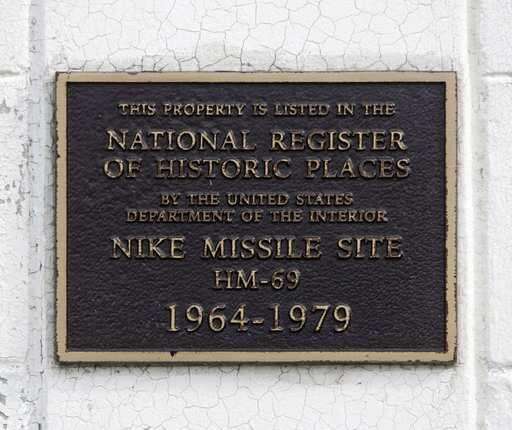 THIS PROPERTY IS LISTED IN THE
NATIONAL REGISTER
OF HISTORIC PLACES
BY THE UNITED STATES
DEPARTMENT OF THE INTERIOR
NIKE MISSILE SITE
HM-69
1964-1979